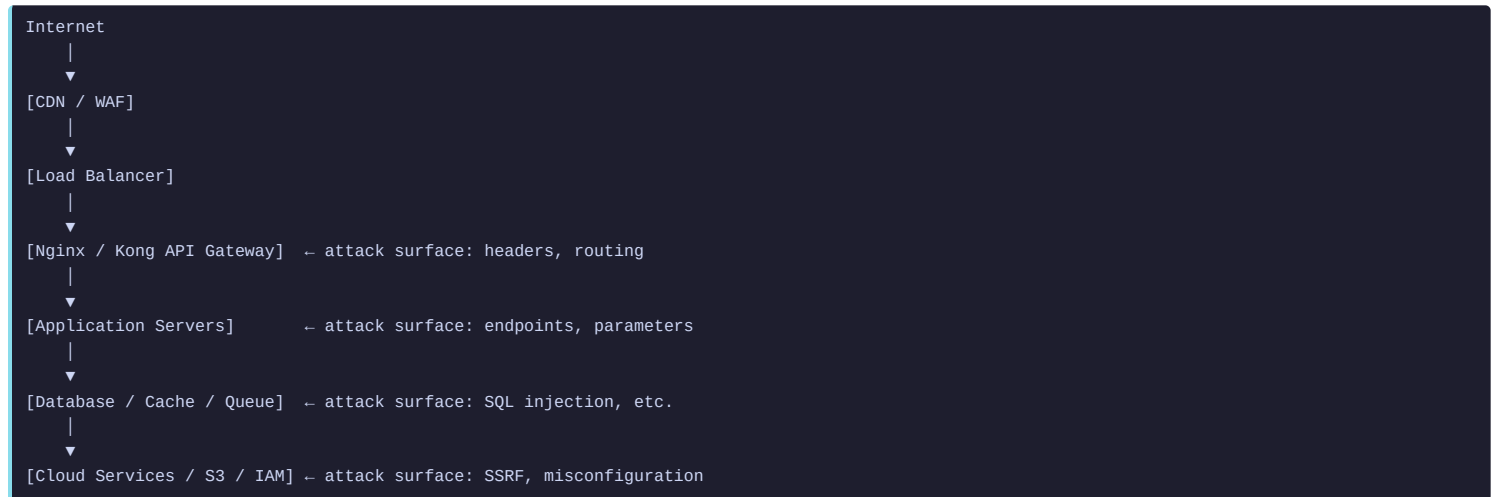 Internet
│
▼
[CDN / WAF]
│
▼
[Load Balancer]
│
▼
[Nginx / Kong API Gateway]  ← attack surface: headers, routing
│
▼
[Application Servers]       ← attack surface: endpoints, parameters
│
▼
[Database / Cache / Queue]  ← attack surface: SQL injection, etc.
│
▼
[Cloud Services / S3 / IAM] ← attack surface: SSRF, misconfiguration